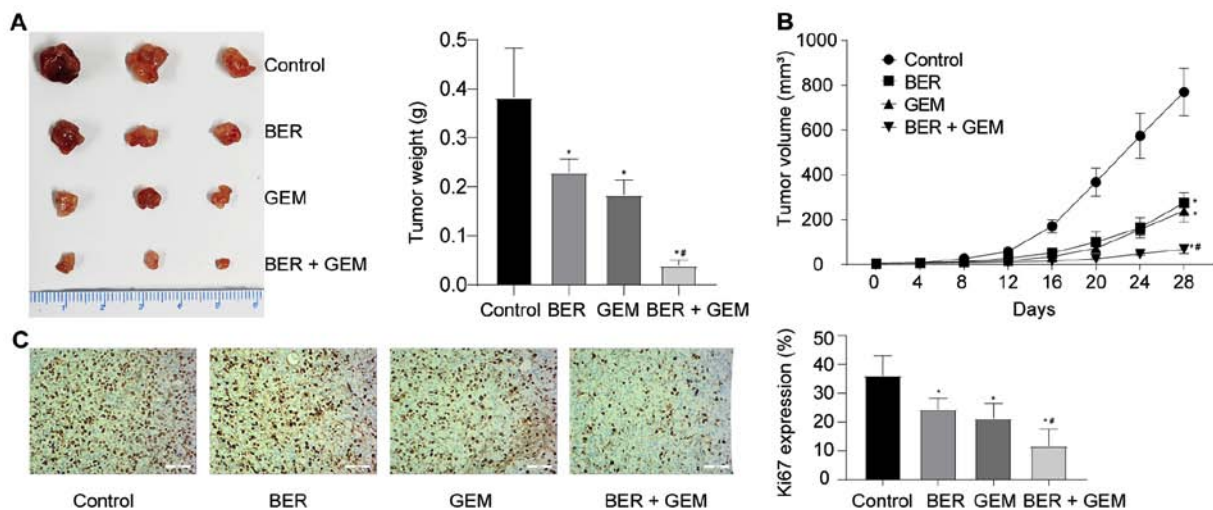 A
Control
BER
GEM
BER + GEM
Tumor weight (g)
0.5
0.4
0.3
0.2
0.1
0.0
*
*
*#
Control BER GEM BER + GEM
B
Tumor volume (mm³)
800
600
400
200
0
Control
BER
GEM
BER + GEM
*
*
*#
0 4 8 12 16 20 24 28
Days
C
Control BER GEM BER + GEM
Ki67 expression (%)
50
40
30
20
10
0
*
*
*#
Control BER GEM BER + GEM